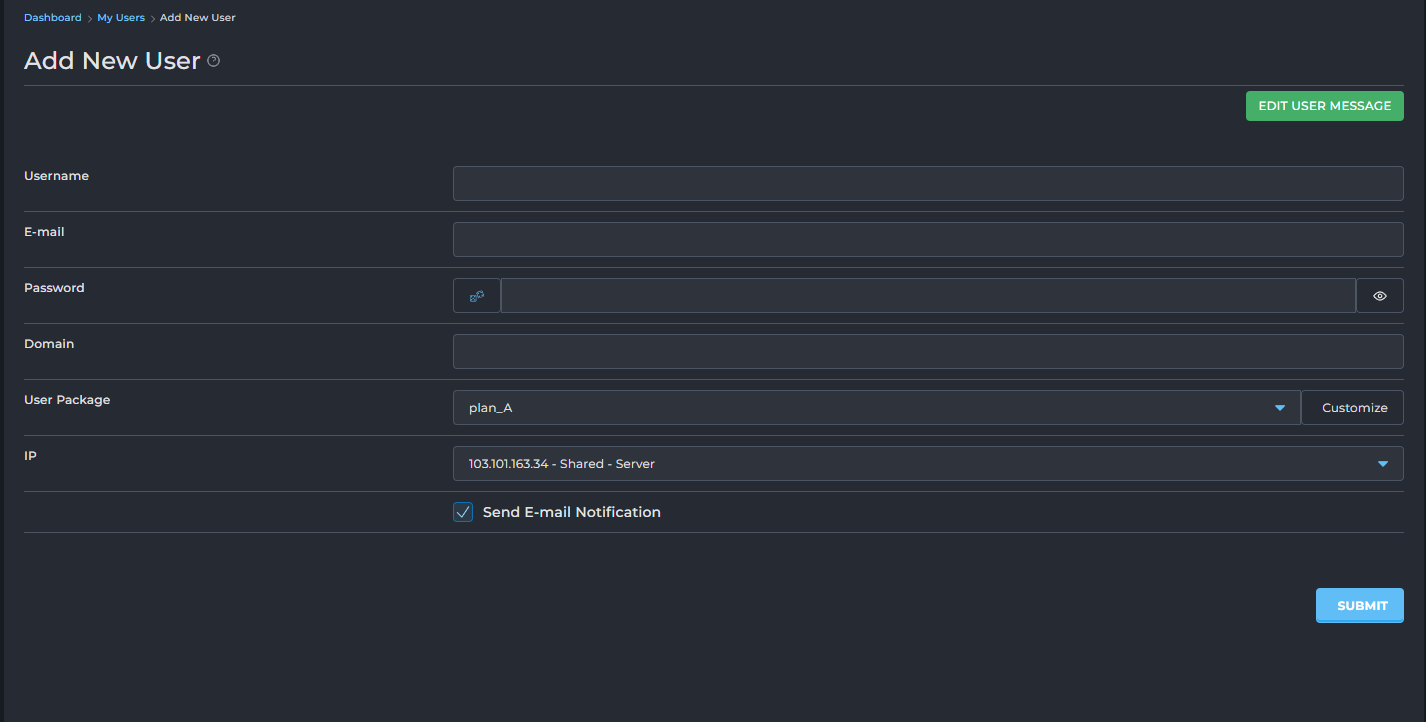 Dashboard > My Users > Add New User
Add New User
EDIT USER MESSAGE
Username
E-mail
Password
Domain
User Package
plan_A
Customize
IP
103.101.163.34 - Shared - Server
Send E-mail Notification
SUBMIT